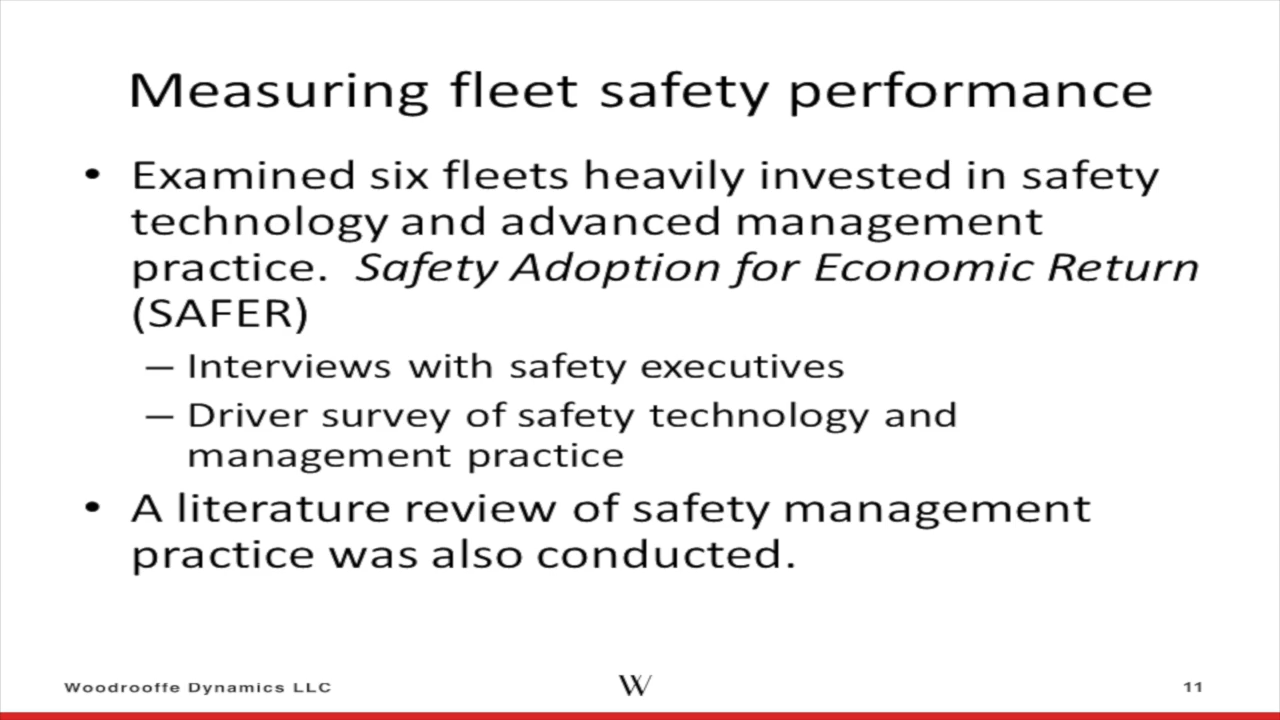 Measuring fleet safety performance
• Examined six fleets heavily invested in safety
technology and advanced management
practice. Safety Adoption for Economic Return
(SAFER)
– Interviews with safety executives
– Driver survey of safety technology and
management practice
• A literature review of safety management
practice was also conducted.
Woodrooffe Dynamics LLC W 11